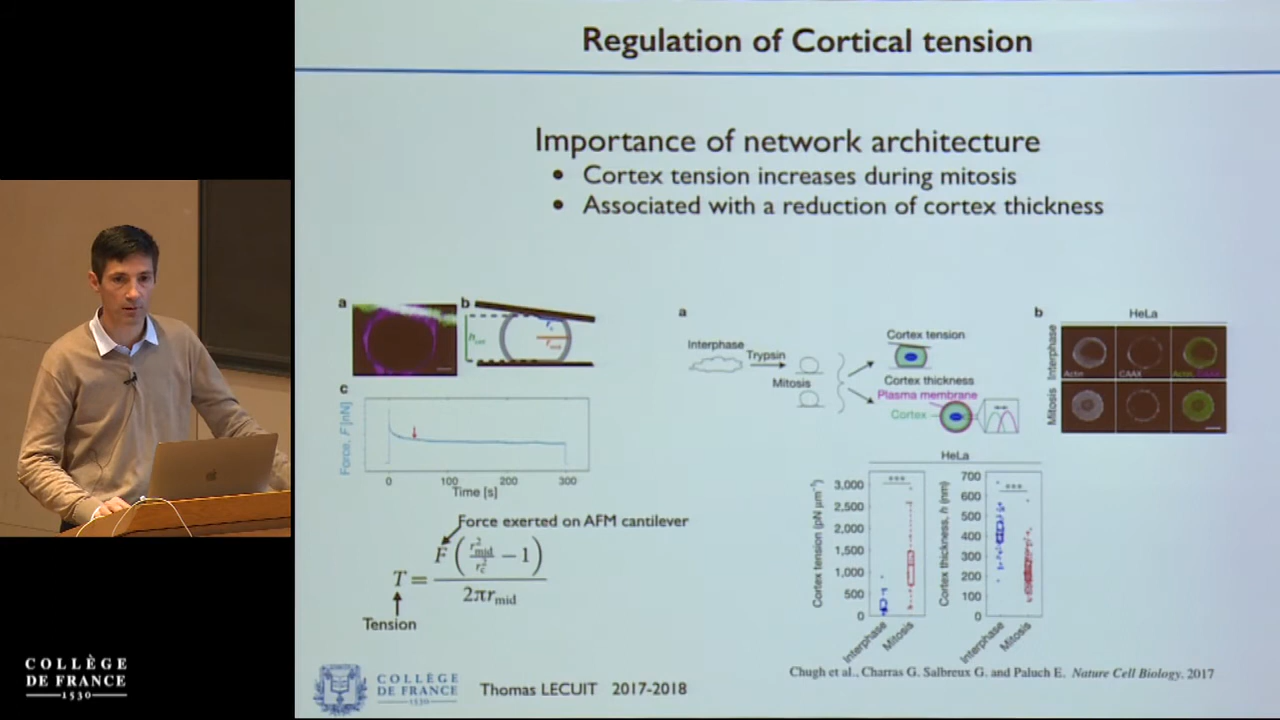 Regulation of Cortical tension
Importance of network architecture
• Cortex tension increases during mitosis
• Associated with a reduction of cortex thickness
a
b
c
Force, F [nN]
0 100 200 300
Time [s]
Force exerted on AFM cantilever
T = F (r²mid/r²c − 1) / 2πrmid
Tension
a
Interphase
Trypsin
Mitosis
Cortex tension
Cortex thickness
Plasma membrane
Cortex
b
HeLa
Interphase
Mitosis
Actin
CAAX
HeLa
Cortex tension (pN µm⁻¹)
3,000
2,500
2,000
1,500
1,000
500
0
***
Interphase
Mitosis
Cortex thickness, h (nm)
700
600
500
400
300
200
100
0
***
Interphase
Mitosis
Chugh et al., Charras G. Salbreux G. and Paluch E. Nature Cell Biology. 2017
COLLÈGE
DE FRANCE
1530
COLLÈGE
DE FRANCE
1530
Thomas LECUIT 2017-2018